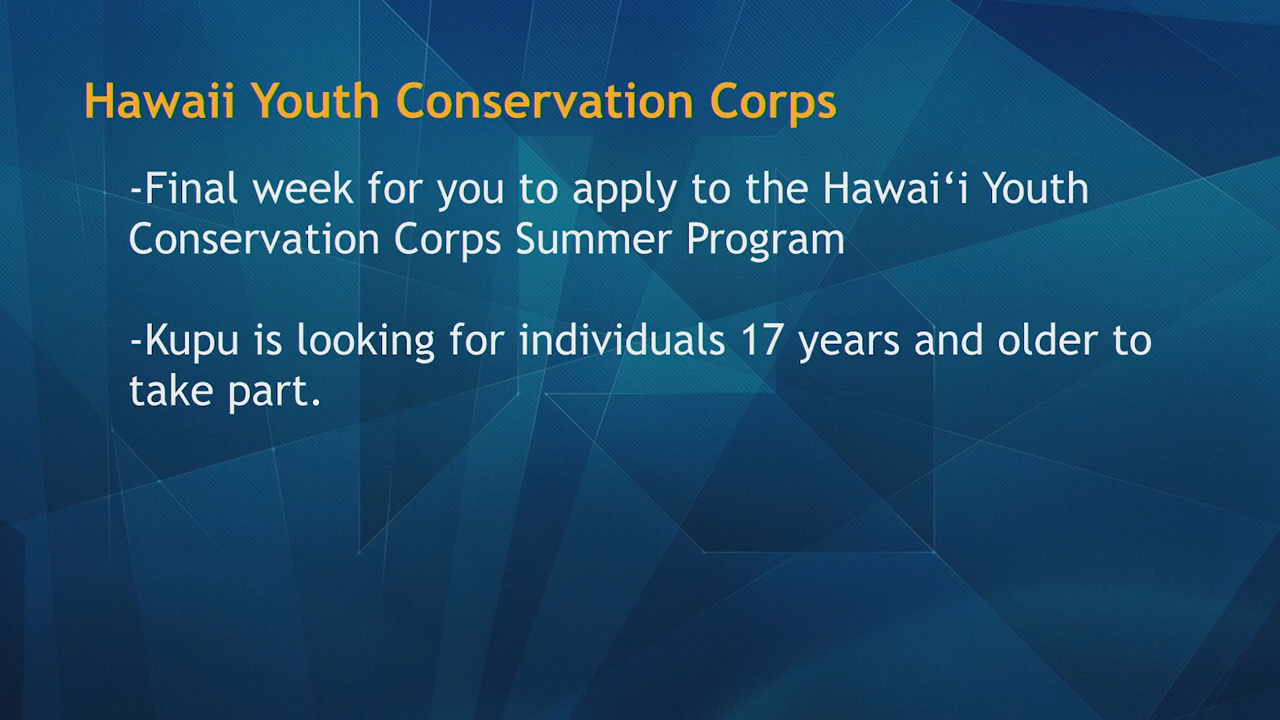 Hawaii Youth Conservation Corps
-Final week for you to apply to the Hawai‘i Youth
Conservation Corps Summer Program
-Kupu is looking for individuals 17 years and older to
take part.